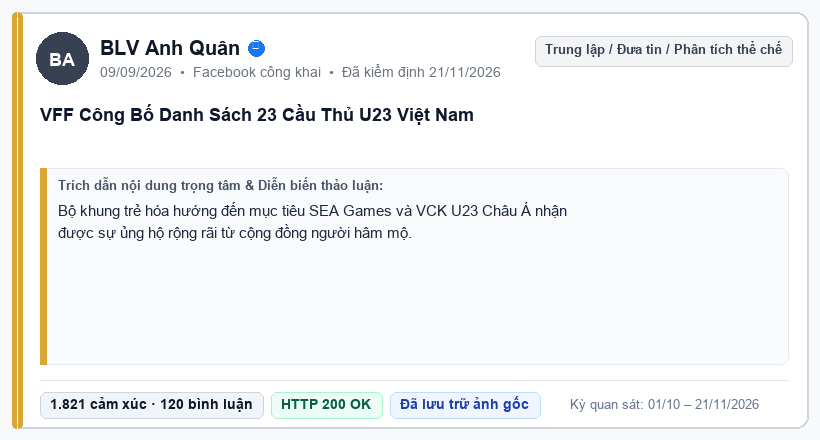 BA
BLV Anh Quân
09/09/2026 • Facebook công khai • Đã kiểm định 21/11/2026
Trung lập / Đưa tin / Phân tích thể chế
VFF Công Bố Danh Sách 23 Cầu Thủ U23 Việt Nam
Trích dẫn nội dung trọng tâm & Diễn biến thảo luận:
Bộ khung trẻ hóa hướng đến mục tiêu SEA Games và VCK U23 Châu Á nhận
được sự ủng hộ rộng rãi từ cộng đồng người hâm mộ.
1.821 cảm xúc · 120 bình luận
HTTP 200 OK
Đã lưu trữ ảnh gốc
Kỳ quan sát: 01/10 – 21/11/2026